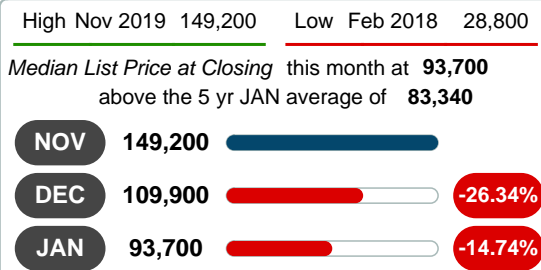 High Nov 2019 149,200 Low Feb 2018 28,800
Median List Price at Closing this month at 93,700
above the 5 yr JAN average of 83,340
NOV 149,200
DEC 109,900 -26.34%
JAN 93,700 -14.74%